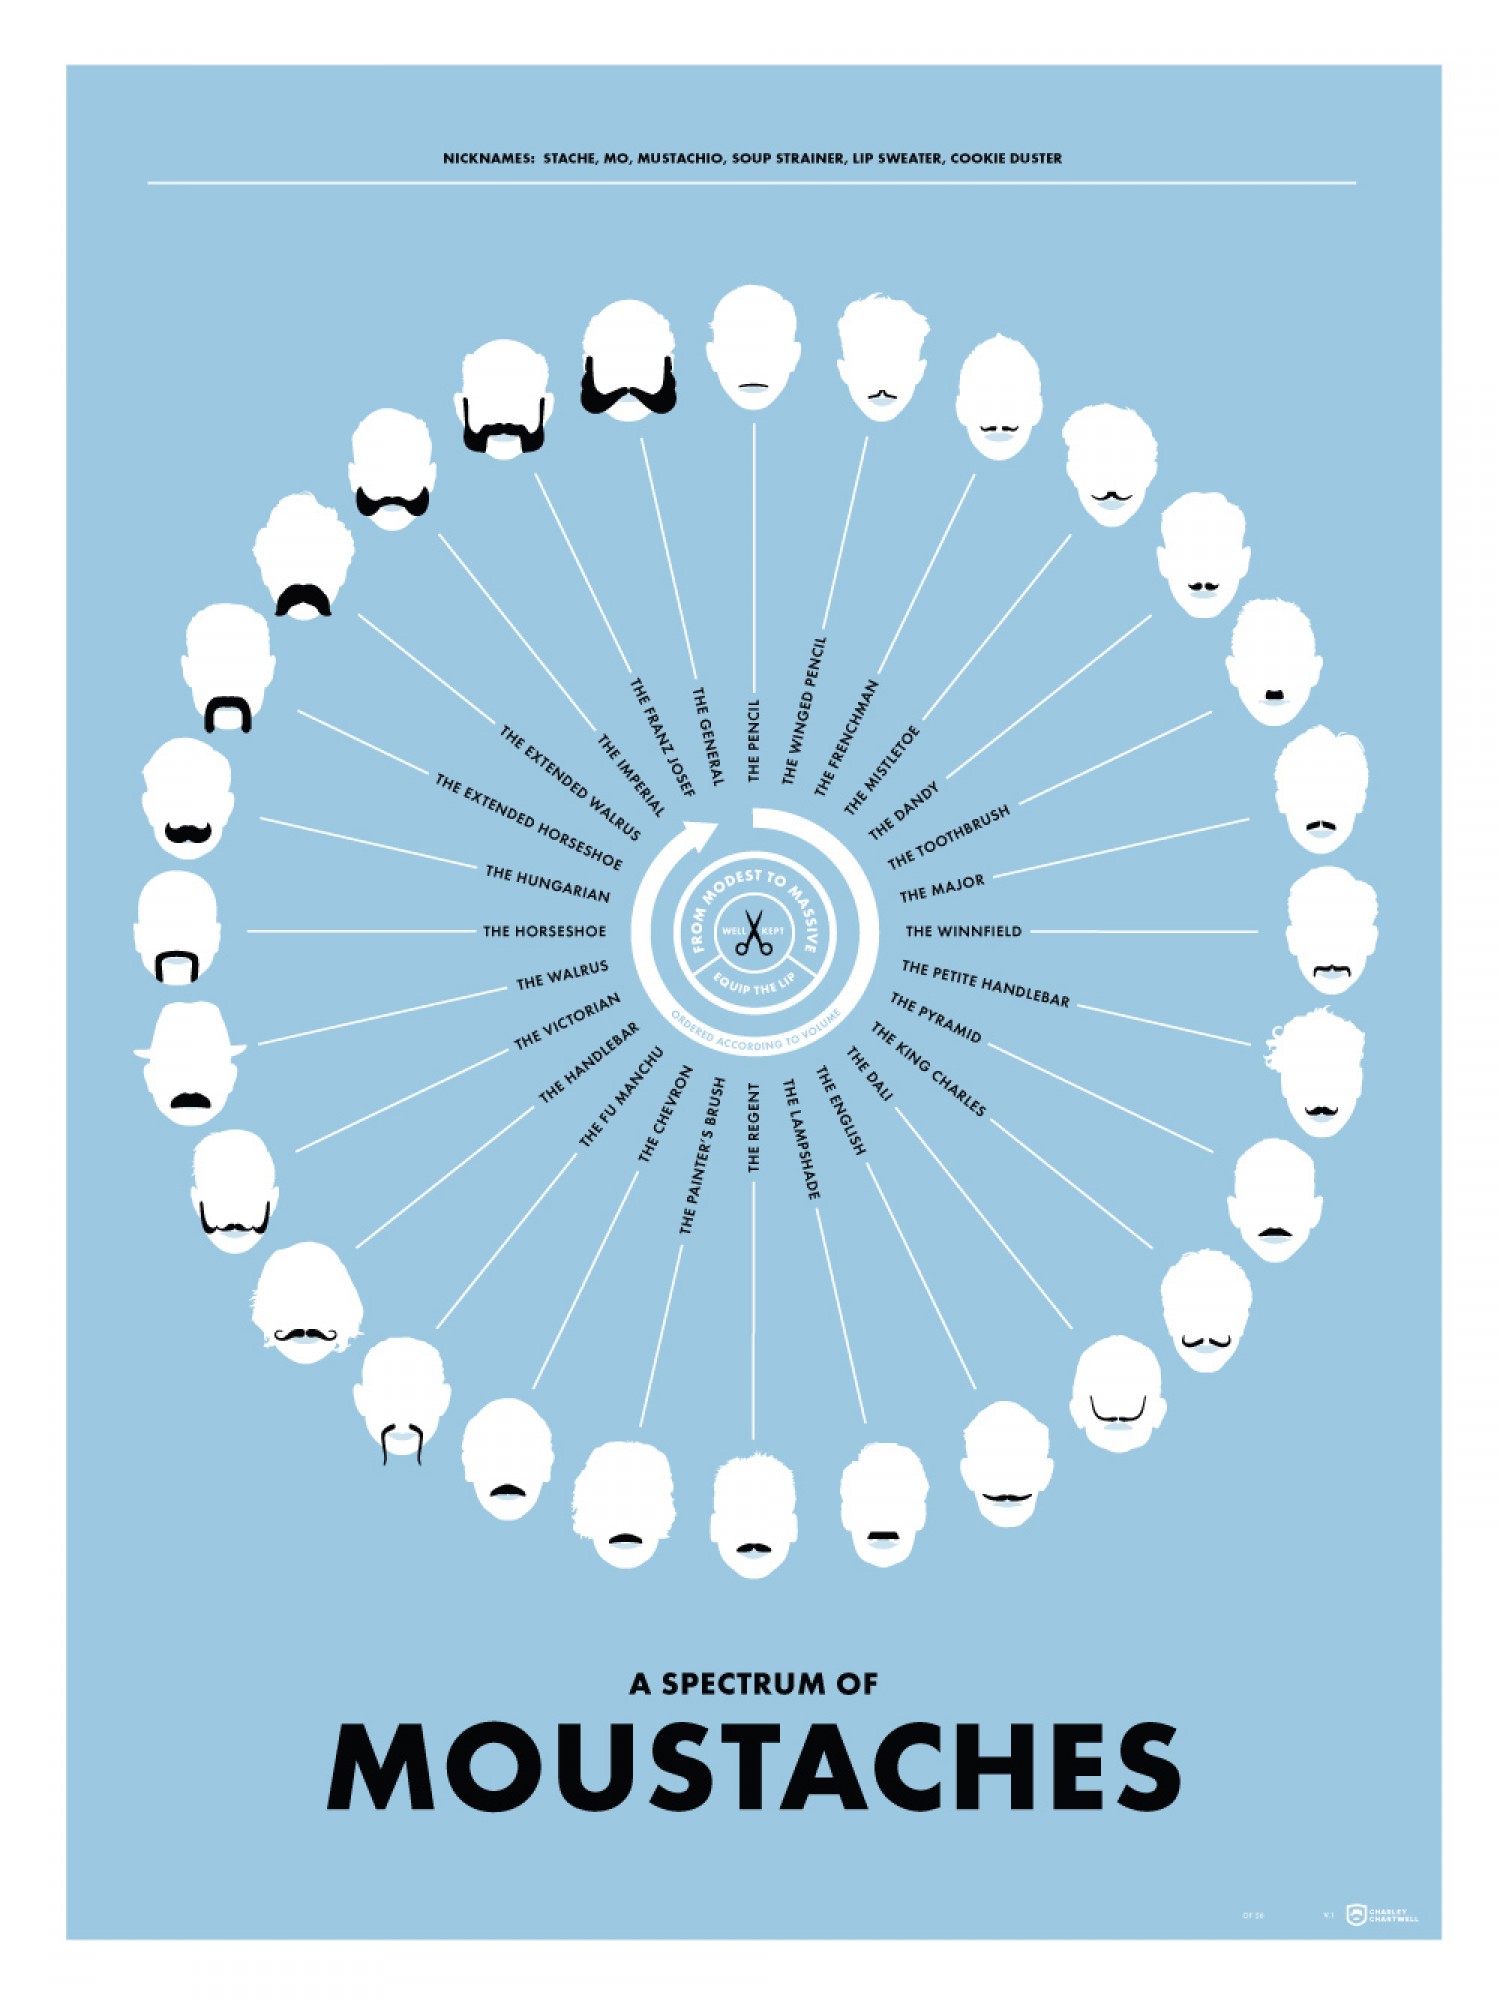 NICKNAMES: STACHE, MO, MUSTACHIO, SOUP STRAINER, LIP SWEATER, COOKIE DUSTER
THE PENCIL
THE WINGED PENCIL
THE FRENCHMAN
THE MISTLETOE
THE DANDY
THE TOOTHBRUSH
THE MAJOR
THE WINNFIELD
THE PETITE HANDLEBAR
THE PYRAMID
THE KING CHARLES
THE DALI
THE ENGLISH
THE LAMPSHADE
THE REGENT
THE PAINTER'S BRUSH
THE CHEVRON
THE FU MANCHU
THE HANDLEBAR
THE VICTORIAN
THE WALRUS
THE HORSESHOE
THE HUNGARIAN
THE EXTENDED HORSESHOE
THE EXTENDED WALRUS
THE IMPERIAL
THE FRANZ JOSEF
THE GENERAL
FROM MODEST TO MASSIVE
WELL KEPT
EQUIP THE LIP
ORDERED ACCORDING TO VOLUME
A SPECTRUM OF
MOUSTACHES
V.1
CHARLEY
CHARTWELL